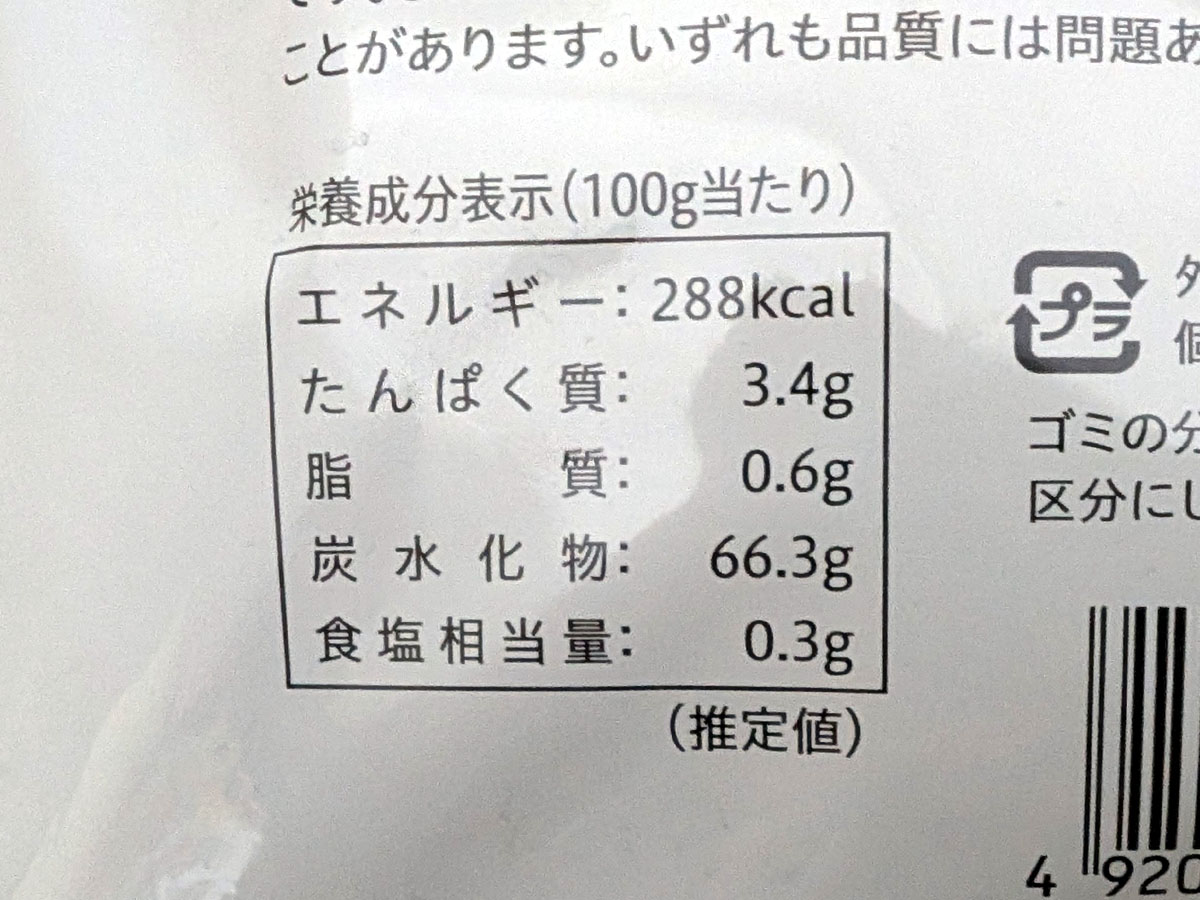 ことがあります。いずれも品質には問題あ
栄養成分表示(100g当たり)
エネルギー: 288kcal
たんぱく質: 3.4g
脂質: 0.6g
炭水化物: 66.3g
食塩相当量: 0.3g
(推定値)
プラ
ゴミの分
区分にし
4 920